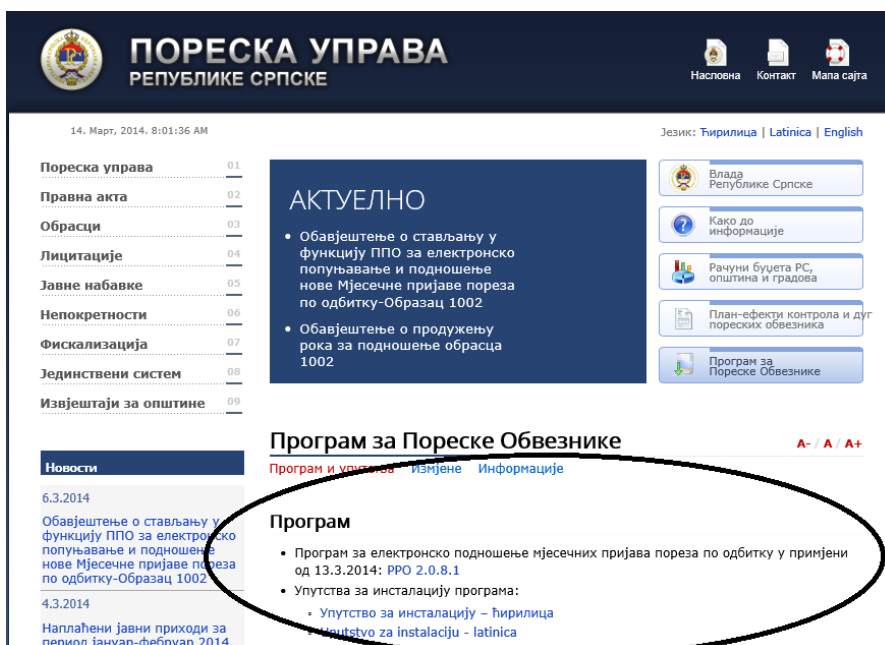 ПОРЕСКА УПРАВА
РЕПУБЛИКЕ СРПСКЕ
Насловна Контакт Мапа сајта
14. Март, 2014. 8:01:36 AM
Језик: Ћирилица | Latinica | English
Пореска управа 01
Правна акта 02
Обрасци 03
Лицитације 04
Јавне набавке 05
Непокретности 06
Фискализација 07
Јединствени систем 08
Извјештаји за општине 09
АКТУЕЛНО
• Обавјештење о стављању у
функцију ППО за електронско
попуњавање и подношење
нове Мјесечне пријаве пореза
по одбитку-Образац 1002
• Обавјештење о продужењу
рока за подношење обрасца
1002
Влада
Републике Српске
Како до
информације
Рачуни буџета РС,
општина и градова
План-ефекти контрола и дуг
пореских обвезника
Програм за
Пореске Обвезнике
Новости
6.3.2014
Обавјештење о стављању у
функцију ППО за електронско
попуњавање и подношење
нове Мјесечне пријаве пореза
по одбитку-Образац 1002
4.3.2014
Наплаћени јавни приходи за
период јануар-фебруар 2014.
Програм за Пореске Обвезнике
A- / A / A+
Програм и упутства Измјене Информације
Програм
• Програм за електронско подношење мјесечних пријава пореза по одбитку у примјени
од 13.3.2014: PPO 2.0.8.1
• Упутства за инсталацију програма:
Упутство за инсталацију – ћирилица
Uputstvo za instalaciju - latinica